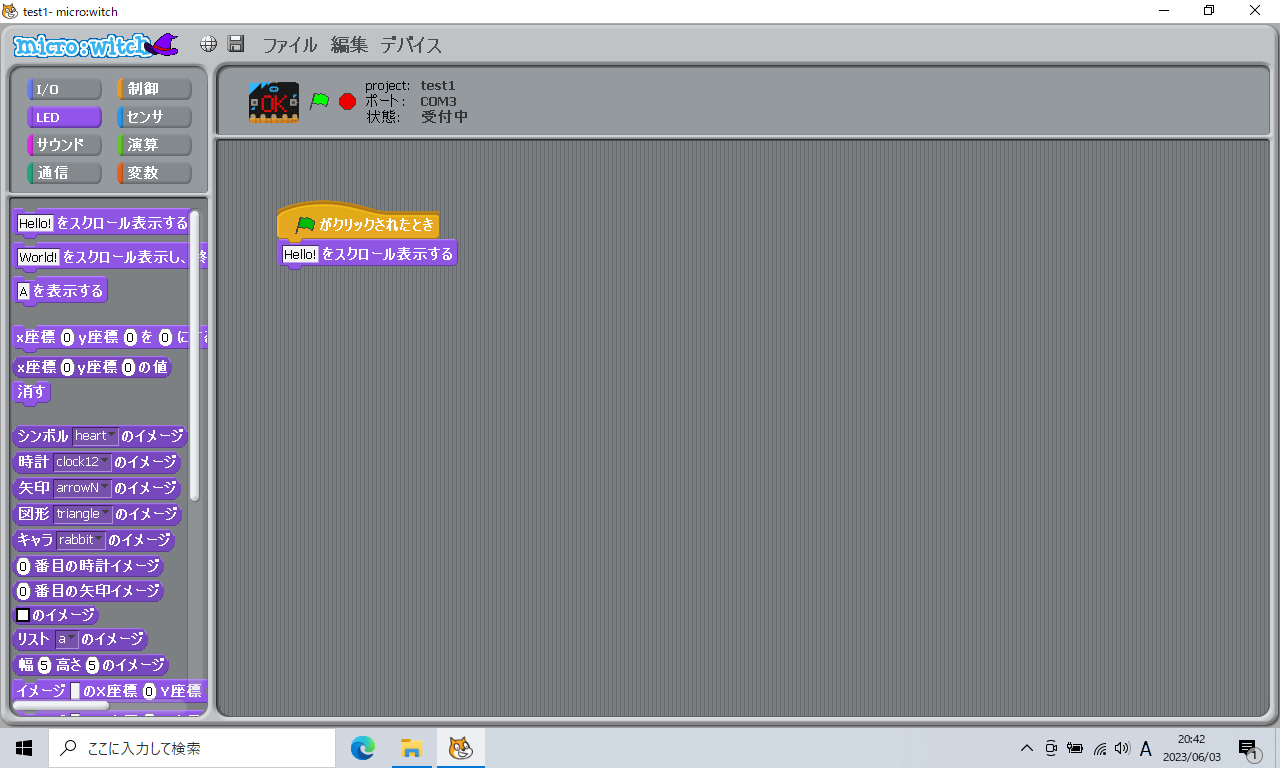 test1- micro:witch
micro:witch ファイル 編集 デバイス
I/O 制御
LED センサ
サウンド 演算
通信 変数
OK
project: test1
ポート: COM3
状態: 受付中
Hello! をスクロール表示する
World! をスクロール表示し、
A を表示する
x座標 0 y座標 0 を 0 にす
x座標 0 y座標 0 の値
消す
シンボル heart のイメージ
時計 clock12 のイメージ
矢印 arrowN のイメージ
図形 triangle のイメージ
キャラ rabbit のイメージ
0 番目の時計イメージ
0 番目の矢印イメージ
のイメージ
リスト a のイメージ
幅 5 高さ 5 のイメージ
イメージ のX座標 0 Y座標
がクリックされたとき
Hello! をスクロール表示する
ここに入力して検索
A
20:42
2023/06/03
1